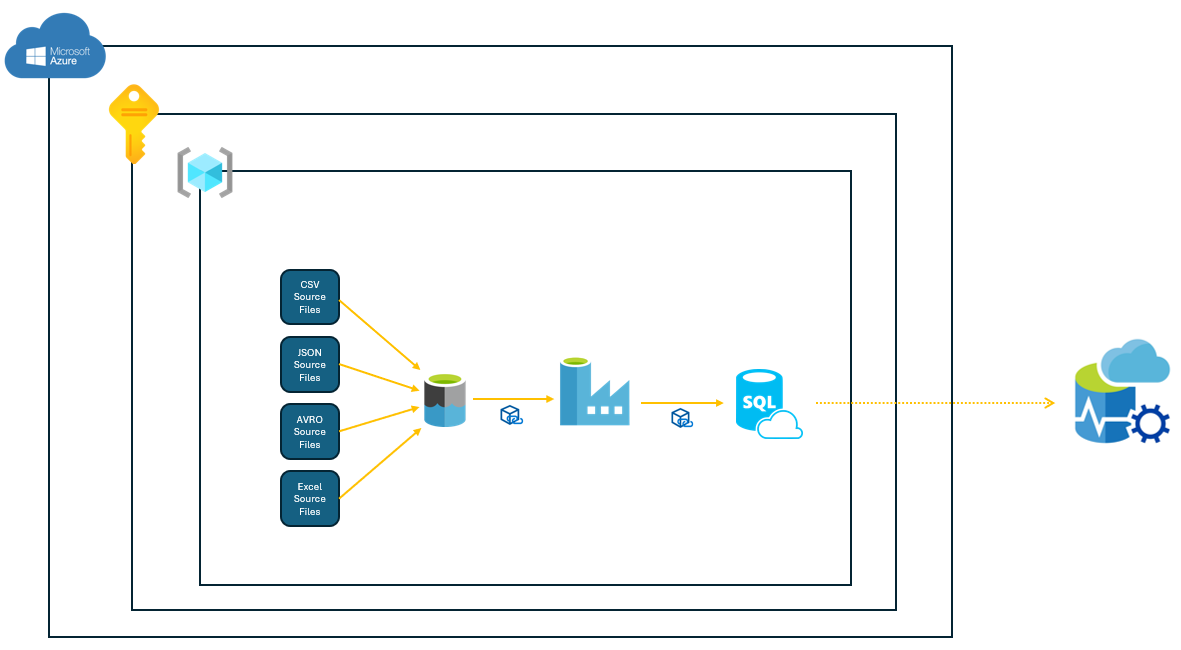 Microsoft
Azure
CSV
Source
Files
JSON
Source
Files
AVRO
Source
Files
Excel
Source
Files
SQL